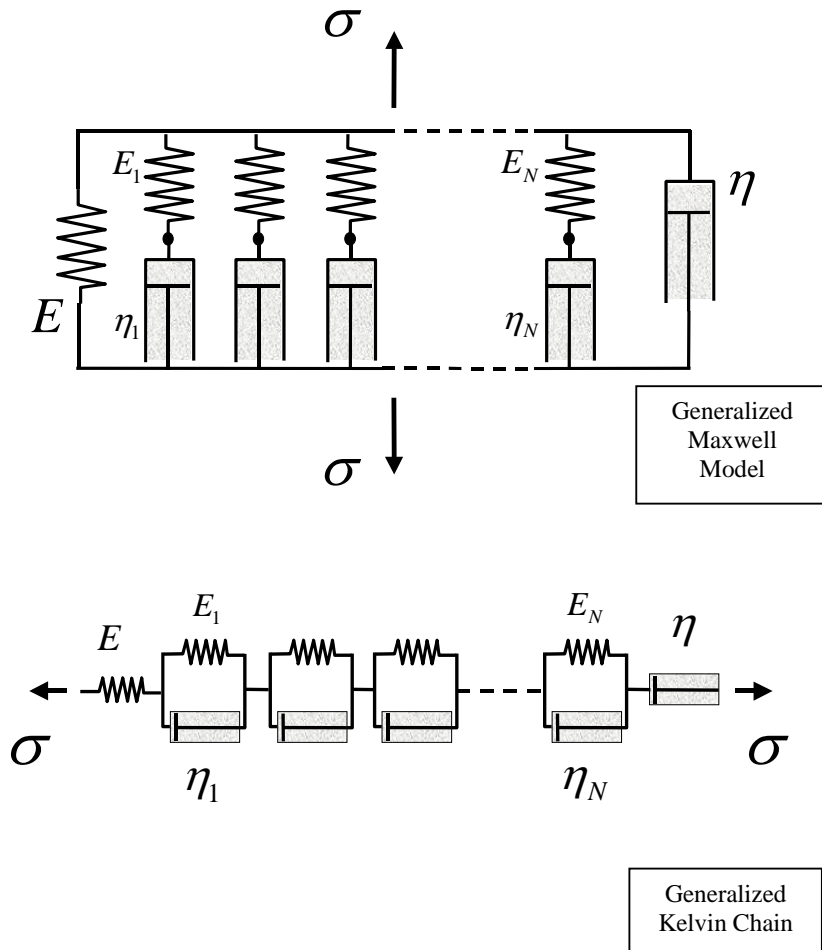 σ
E₁
E_N
η
E
η₁
η_N
σ
Generalized
Maxwell
Model
E₁
E_N
E
η
σ
σ
η₁
η_N
Generalized
Kelvin Chain